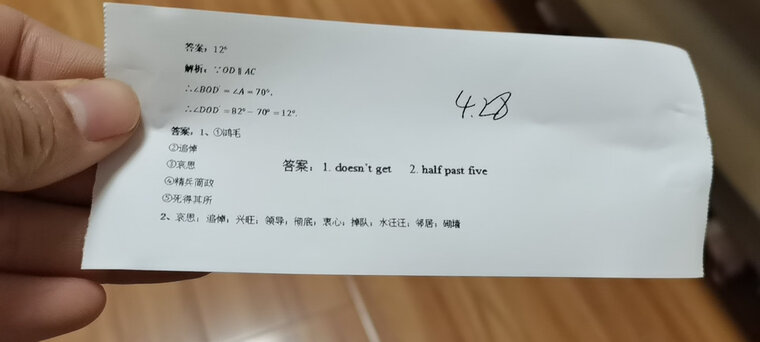 答案：12°
解析：∵OD∥AC
∴∠BOD′=∠A=70°，
∴∠DOD′=82°-70°=12°.
4.28
答案：1、①鸿毛
②追悼
③哀思
④精兵简政
⑤死得其所
答案：1. doesn't get 2. half past five
2、哀思；追悼；兴旺；领导；彻底；衷心；掉队；水汪汪；邻居；砌墙